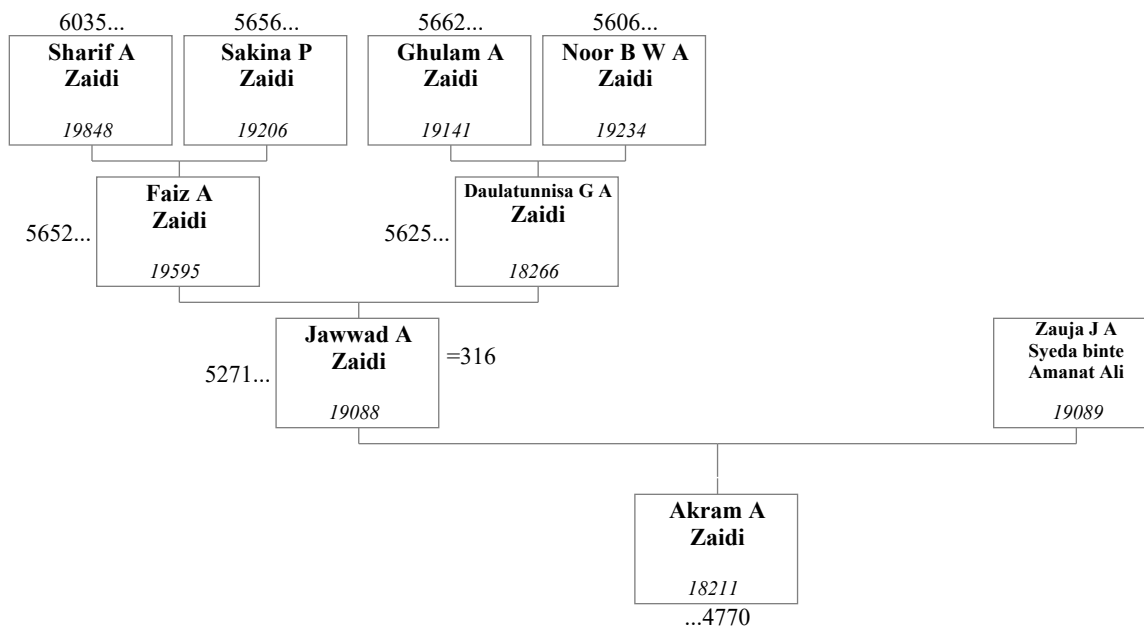 6035...
5656...
5662...
5606...
Sharif A
Zaidi
19848
Sakina P
Zaidi
19206
Ghulam A
Zaidi
19141
Noor B W A
Zaidi
19234
5652...
Faiz A
Zaidi
19595
5625...
Daulatunnisa G A
Zaidi
18266
5271...
Jawwad A
Zaidi
19088
=316
Zauja J A
Syeda binte
Amanat Ali
19089
Akram A
Zaidi
18211
...4770